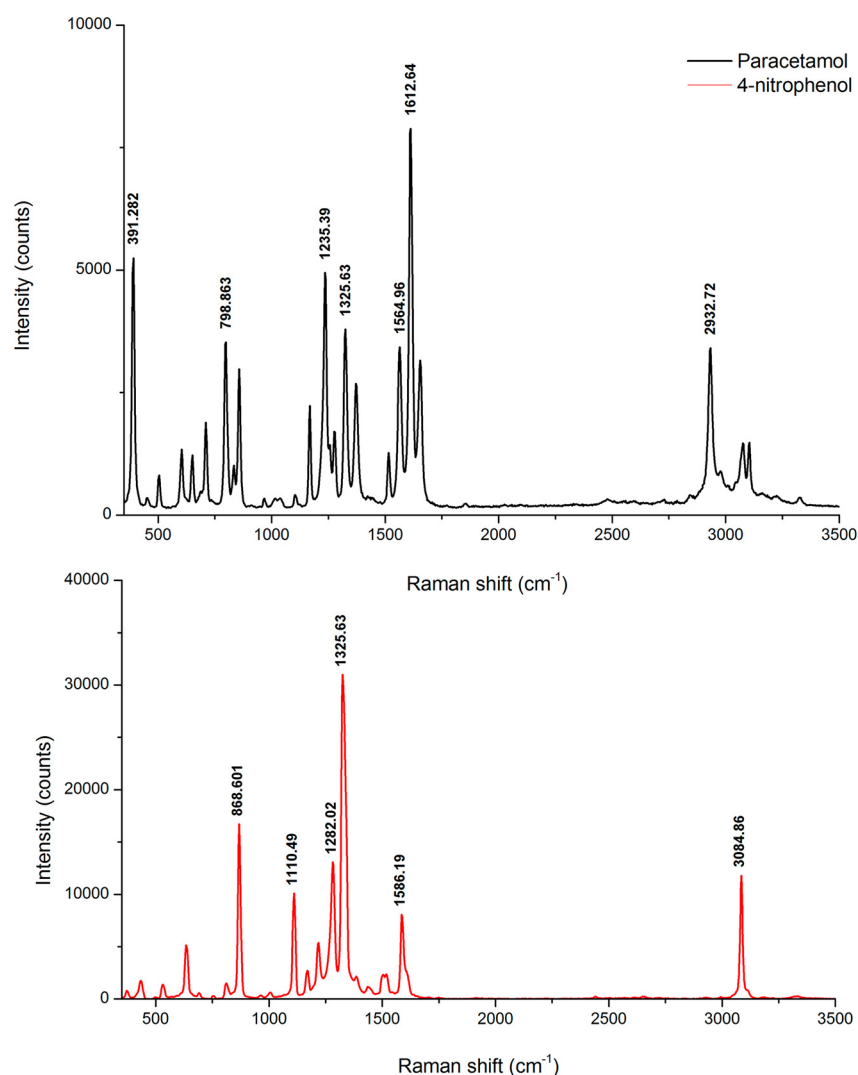 10000
5000
0
Intensity (counts)
391.282
798.863
1235.39
1325.63
1564.96
1612.64
2932.72
Paracetamol
4-nitrophenol
500 1000 1500 2000 2500 3000 3500
Raman shift (cm-1)
40000
30000
20000
10000
0
Intensity (counts)
868.601
1110.49
1282.02
1325.63
1586.19
3084.86
500 1000 1500 2000 2500 3000 3500
Raman shift (cm-1)